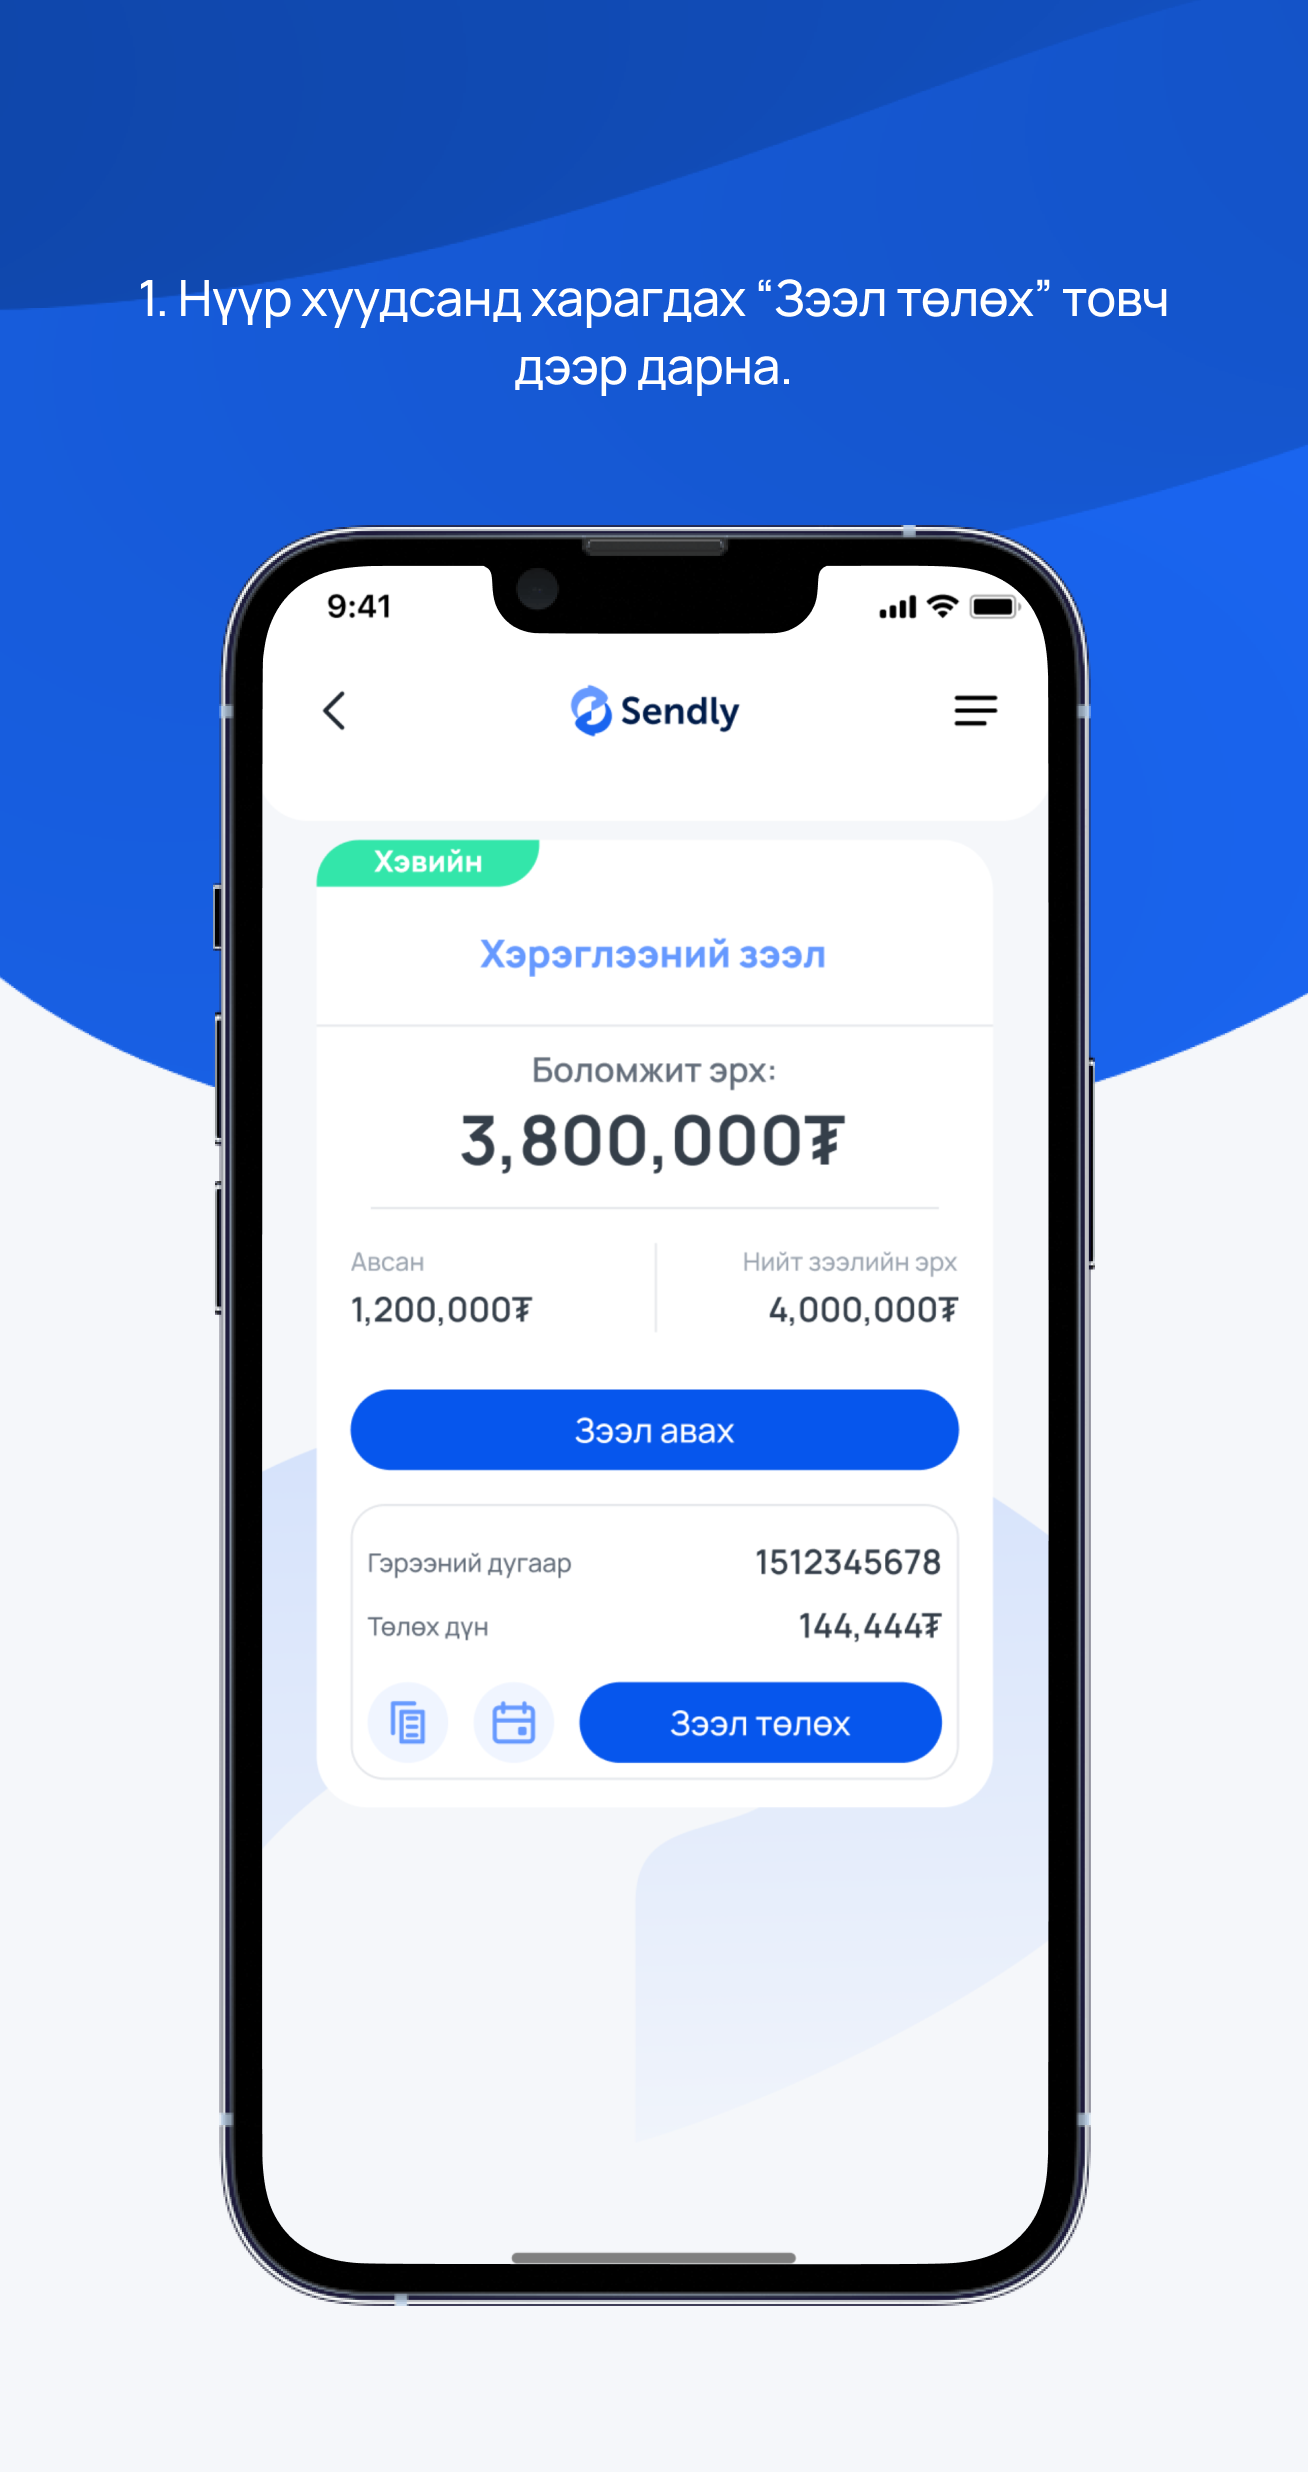 1. Нүүр хуудсанд харагдах “Зээл төлөх” товч
дээр дарна.
9:41
Sendly
Хэвийн
Хэрэглээний зээл
Боломжит эрх:
3,800,000₮
Авсан
Нийт зээлийн эрх
1,200,000₮
4,000,000₮
Зээл авах
Гэрээний дугаар
1512345678
Төлөх дүн
144,444₮
Зээл төлөх